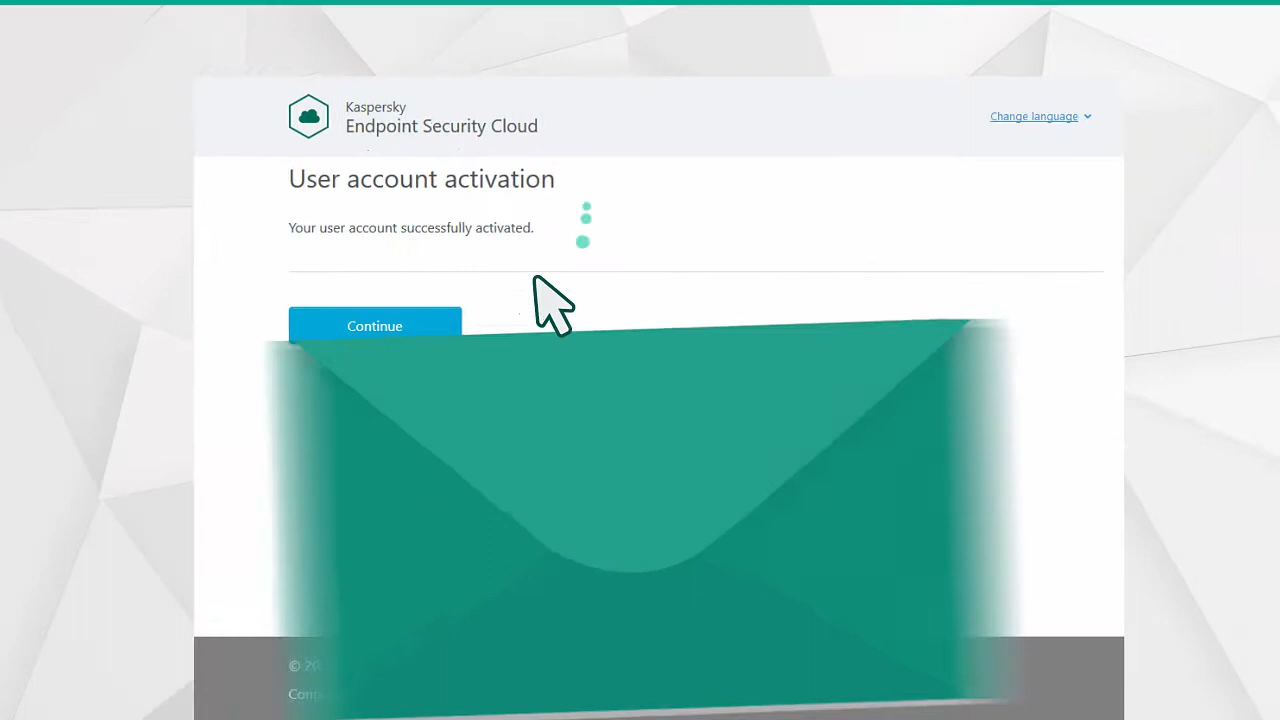 Kaspersky
Endpoint Security Cloud
Change language
User account activation
Your user account successfully activated.
Continue
©